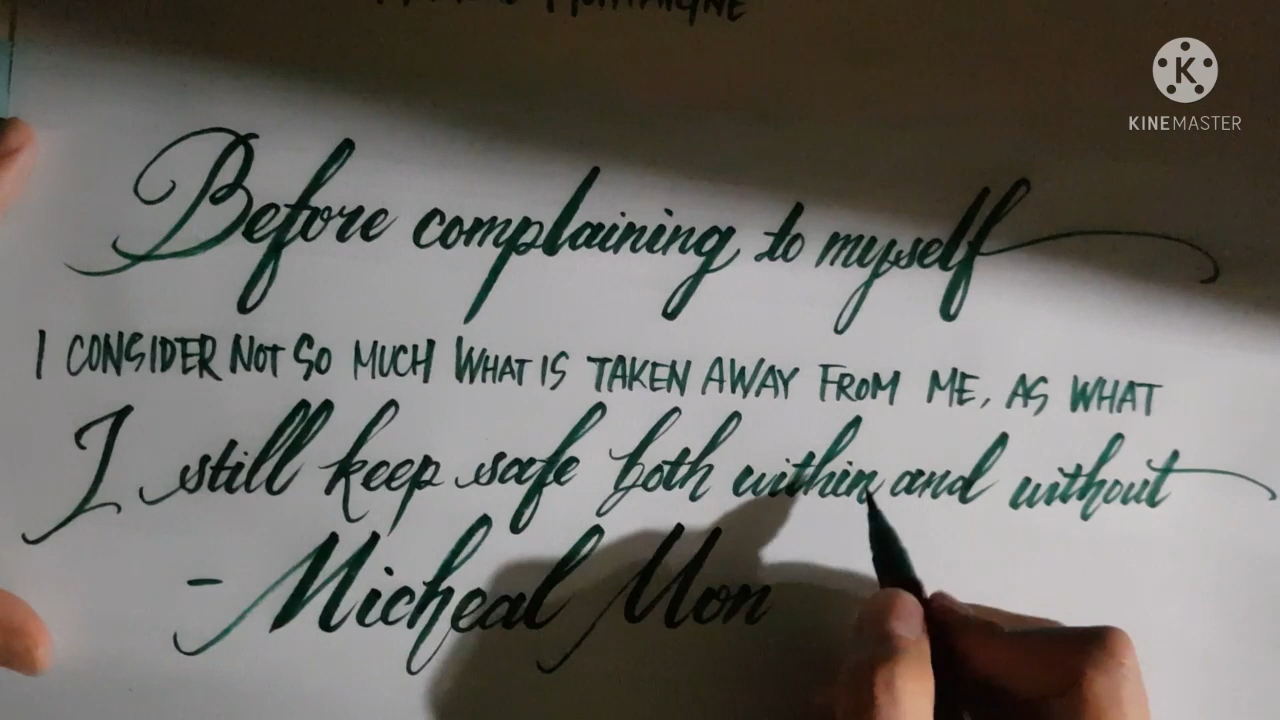 KINEMASTER
Before complaining to myself
I CONSIDER NOT SO MUCH WHAT IS TAKEN AWAY FROM ME, AS WHAT
I still keep safe both within and without
- Micheal Mon